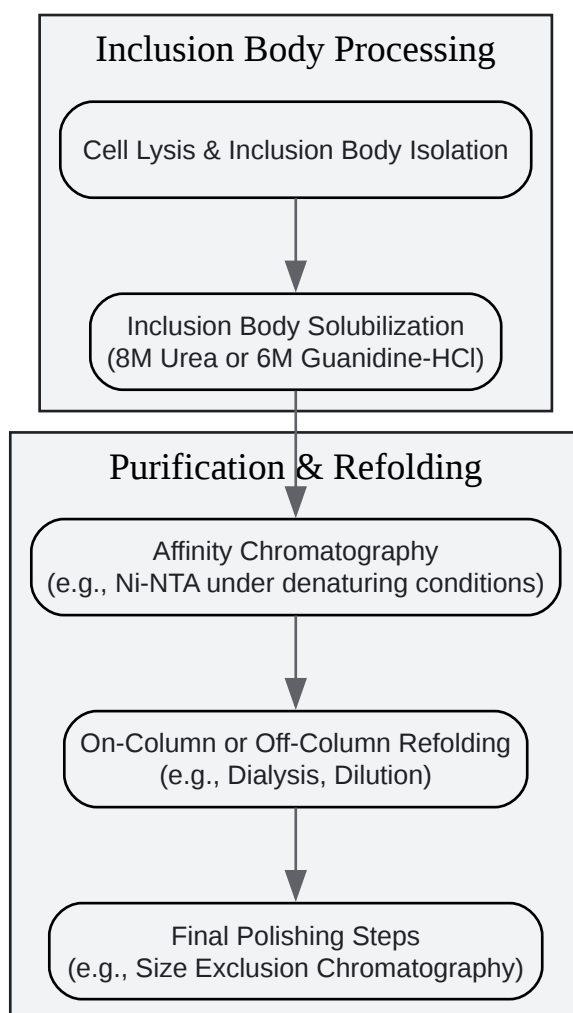 Inclusion Body Processing
Cell Lysis & Inclusion Body Isolation
Inclusion Body Solubilization
(8M Urea or 6M Guanidine-HCl)
Purification & Refolding
Affinity Chromatography
(e.g., Ni-NTA under denaturing conditions)
On-Column or Off-Column Refolding
(e.g., Dialysis, Dilution)
Final Polishing Steps
(e.g., Size Exclusion Chromatography)